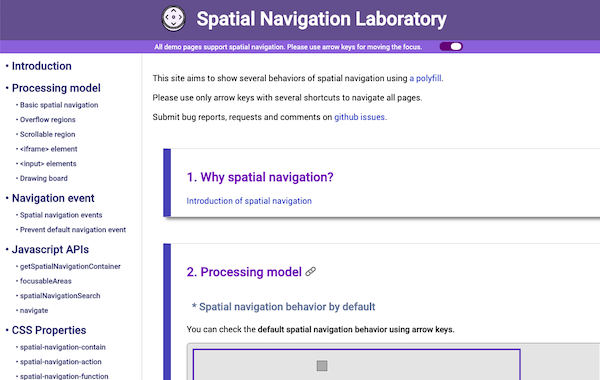 Spatial Navigation Laboratory
All demo pages support spatial navigation. Please use arrow keys for moving the focus.
• Introduction
• Processing model
• Basic spatial navigation
• Overflow regions
• Scrollable region
• <iframe> element
• <input> elements
• Drawing board
• Navigation event
• Spatial navigation events
• Prevent default navigation event
• Javascript APIs
• getSpatialNavigationContainer
• focusableAreas
• spatialNavigationSearch
• navigate
• CSS Properties
• spatial-navigation-contain
• spatial-navigation-action
• spatial-navigation-function
This site aims to show several behaviors of spatial navigation using a polyfill.
Please use only arrow keys with several shortcuts to navigate all pages.
Submit bug reports, requests and comments on github issues.
1. Why spatial navigation?
Introduction of spatial navigation
2. Processing model
* Spatial navigation behavior by default
You can check the default spatial navigation behavior using arrow keys.